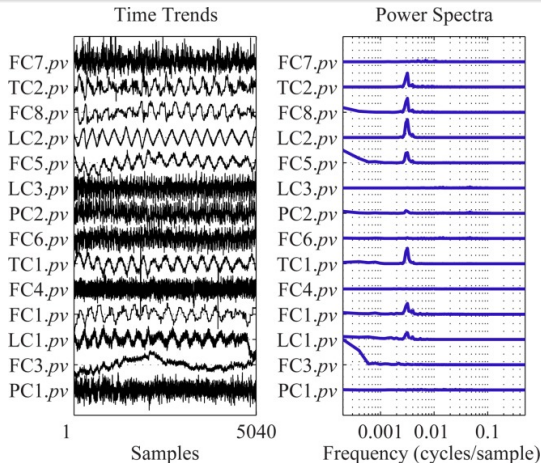 Time Trends
Power Spectra
FC7.pv
TC2.pv
FC8.pv
LC2.pv
FC5.pv
LC3.pv
PC2.pv
FC6.pv
TC1.pv
FC4.pv
FC1.pv
LC1.pv
FC3.pv
PC1.pv
1
5040
Samples
FC7.pv
TC2.pv
FC8.pv
LC2.pv
FC5.pv
LC3.pv
PC2.pv
FC6.pv
TC1.pv
FC4.pv
FC1.pv
LC1.pv
FC3.pv
PC1.pv
0.001 0.01 0.1
Frequency (cycles/sample)